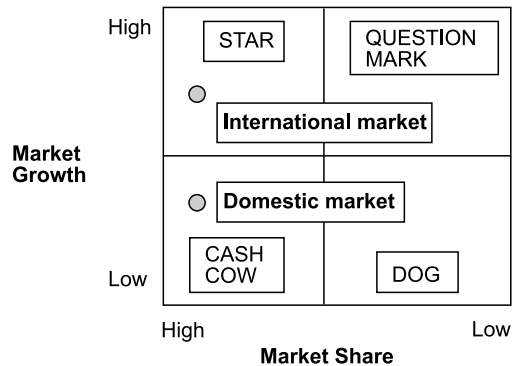 High
STAR
QUESTION
MARK
International market
Market
Growth
Domestic market
CASH
COW
DOG
Low
High
Low
Market Share